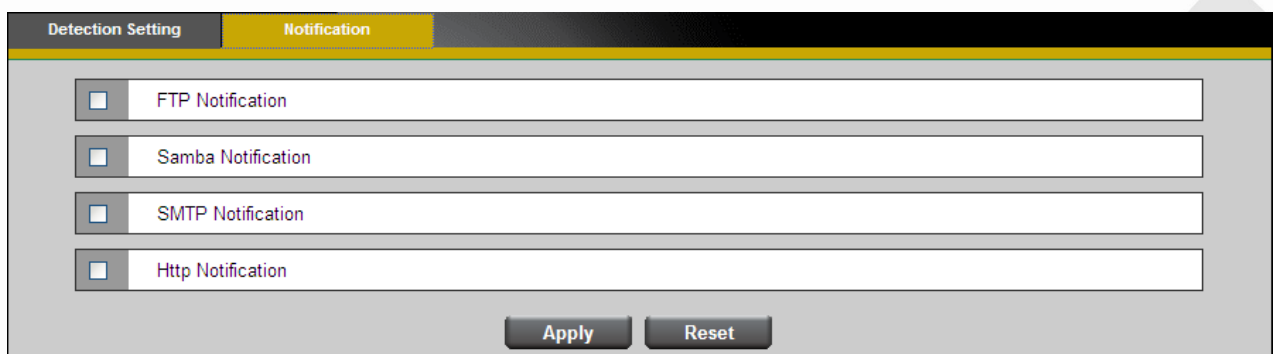 Detection Setting Notification
FTP Notification
Samba Notification
SMTP Notification
Http Notification
Apply Reset